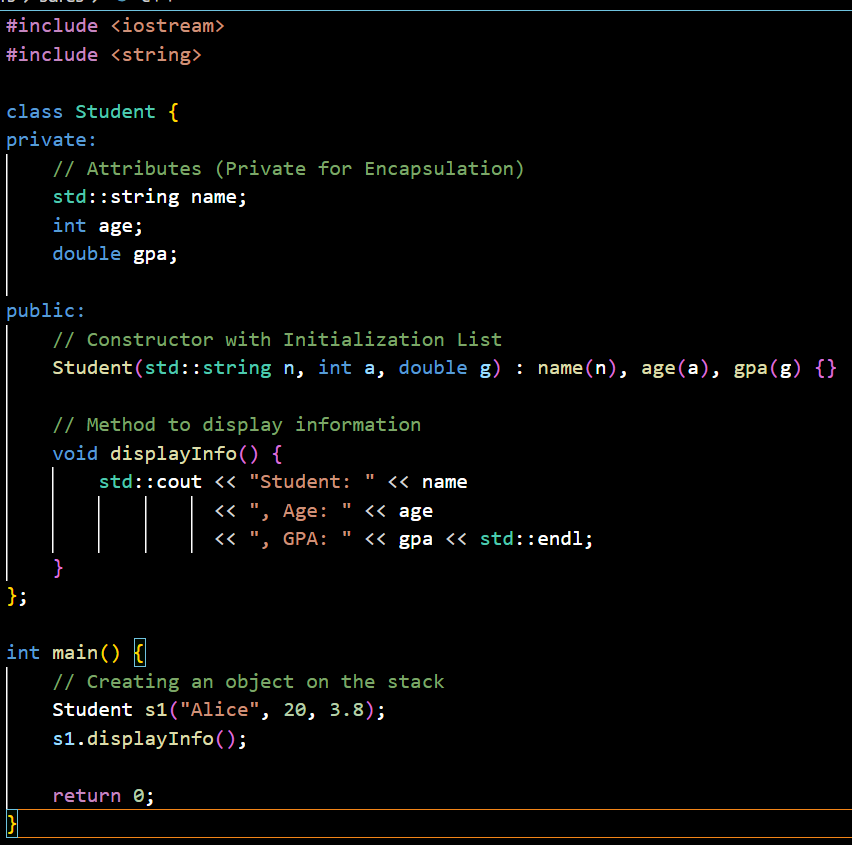 #include <iostream>
#include <string>

class Student {
private:
    // Attributes (Private for Encapsulation)
    std::string name;
    int age;
    double gpa;

public:
    // Constructor with Initialization List
    Student(std::string n, int a, double g) : name(n), age(a), gpa(g) {}

    // Method to display information
    void displayInfo() {
        std::cout << "Student: " << name
                  << ", Age: " << age
                  << ", GPA: " << gpa << std::endl;
    }
};

int main() {
    // Creating an object on the stack
    Student s1("Alice", 20, 3.8);
    s1.displayInfo();

    return 0;
}